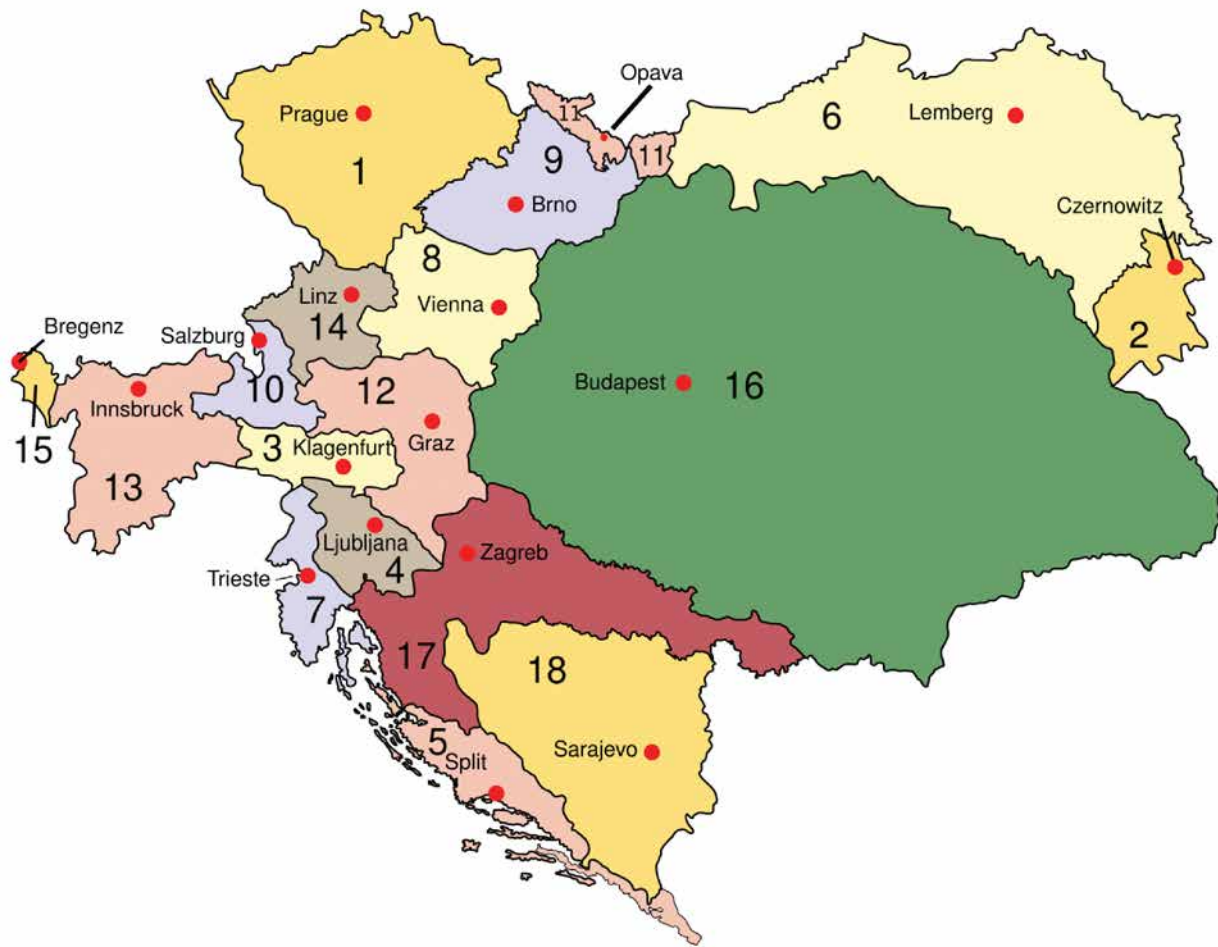 Opava
11
6
Lemberg
Prague
1
9
11
Brno
Czernowitz
8
Linz
Vienna
14
2
Bregenz
Salzburg
Innsbruck
10
12
Budapest
16
15
3
Klagenfurt
Graz
13
Ljubljana
4
Zagreb
Trieste
7
17
18
5
Split
Sarajevo